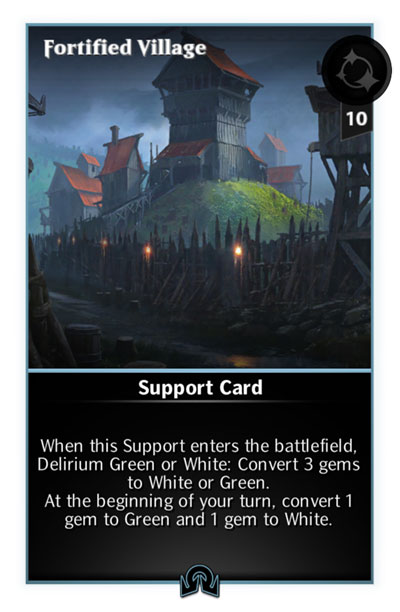 Fortified Village
10
Support Card
When this Support enters the battlefield,
Delirium Green or White: Convert 3 gems
to White or Green.
At the beginning of your turn, convert 1
gem to Green and 1 gem to White.